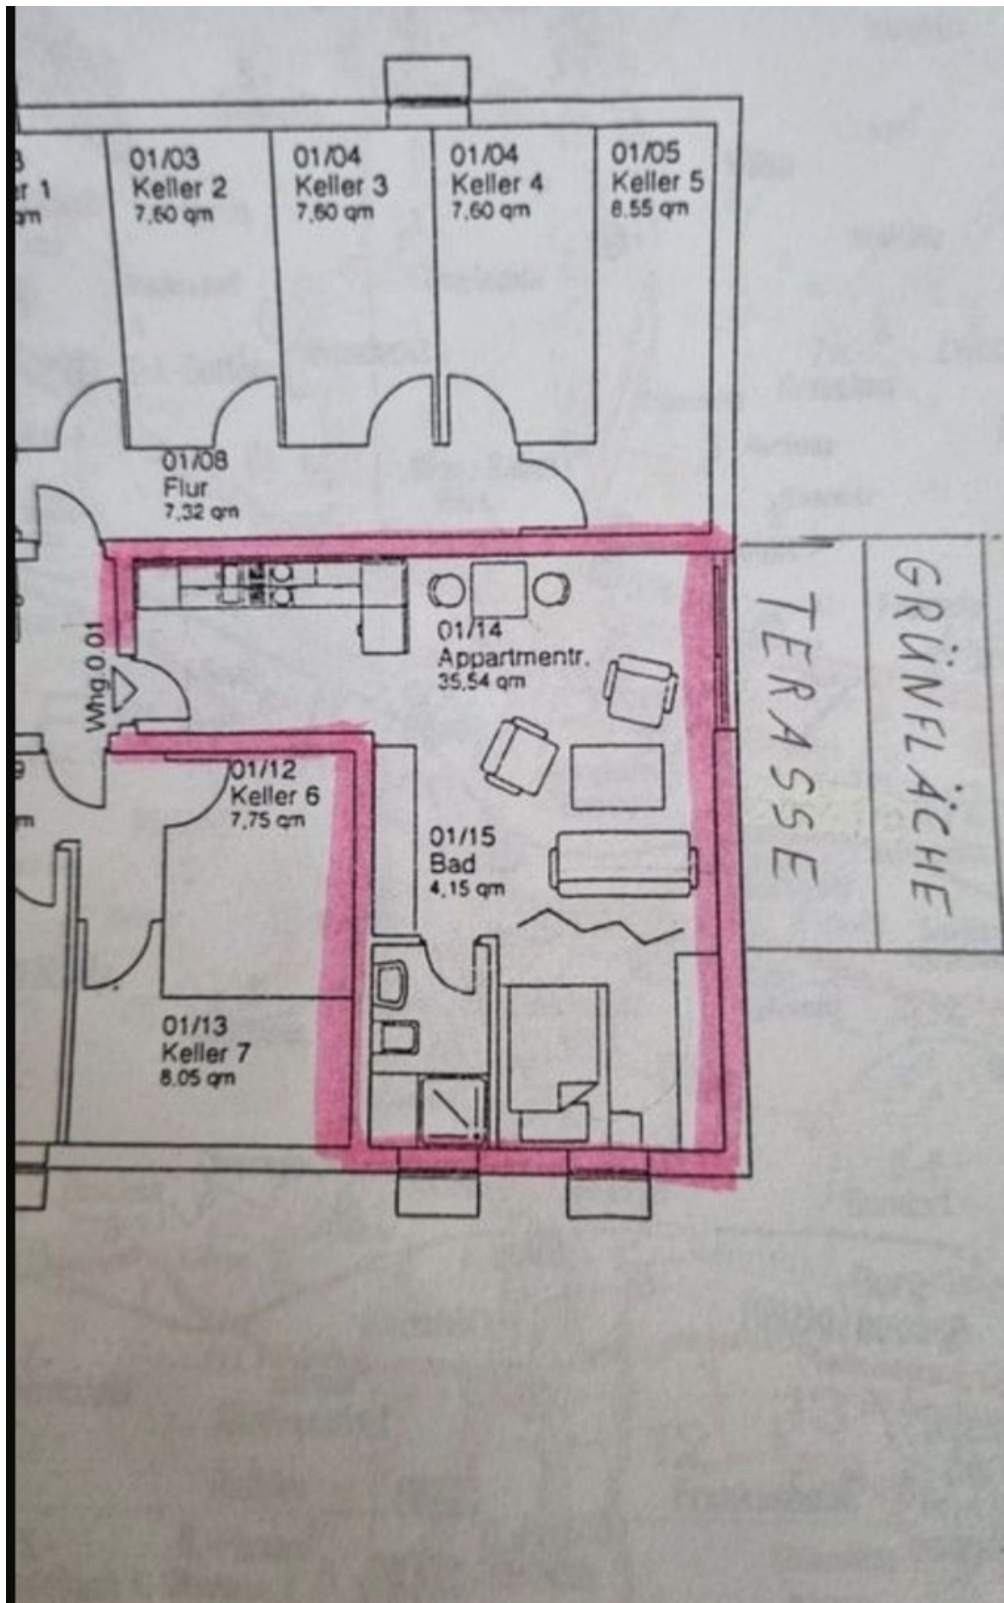 01/03
Keller 2
7,60 qm
01/04
Keller 3
7,60 qm
01/04
Keller 4
7,60 qm
01/05
Keller 5
8.55 qm
01/08
Flur
7,32 qm
Whg 0.01
01/14
Appartmentr.
35,54 qm
TERASSE
GRÜNFLÄCHE
01/12
Keller 6
7,75 qm
01/15
Bad
4,15 qm
01/13
Keller 7
8.05 qm